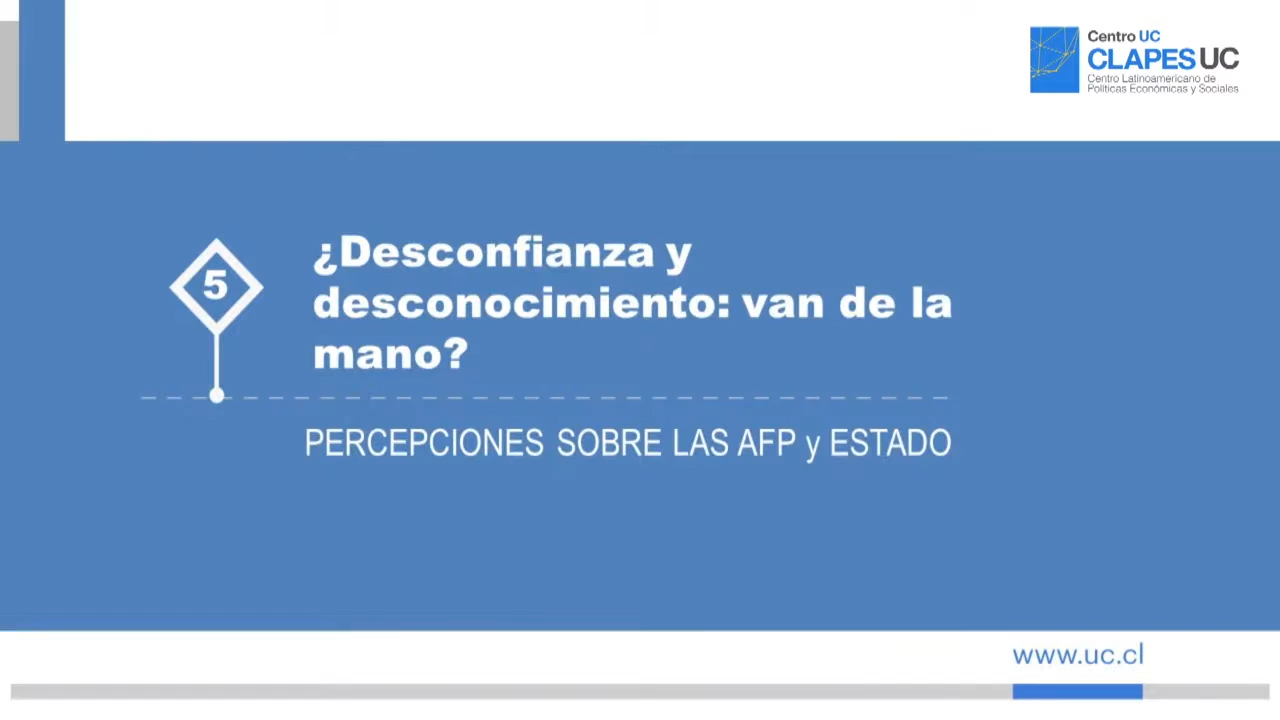 Centro UC
CLAPES UC
Centro Latinoamericano de
Políticas Económicas y Sociales
5
¿Desconfianza y
desconocimiento: van de la
mano?
PERCEPCIONES SOBRE LAS AFP y ESTADO
www.uc.cl